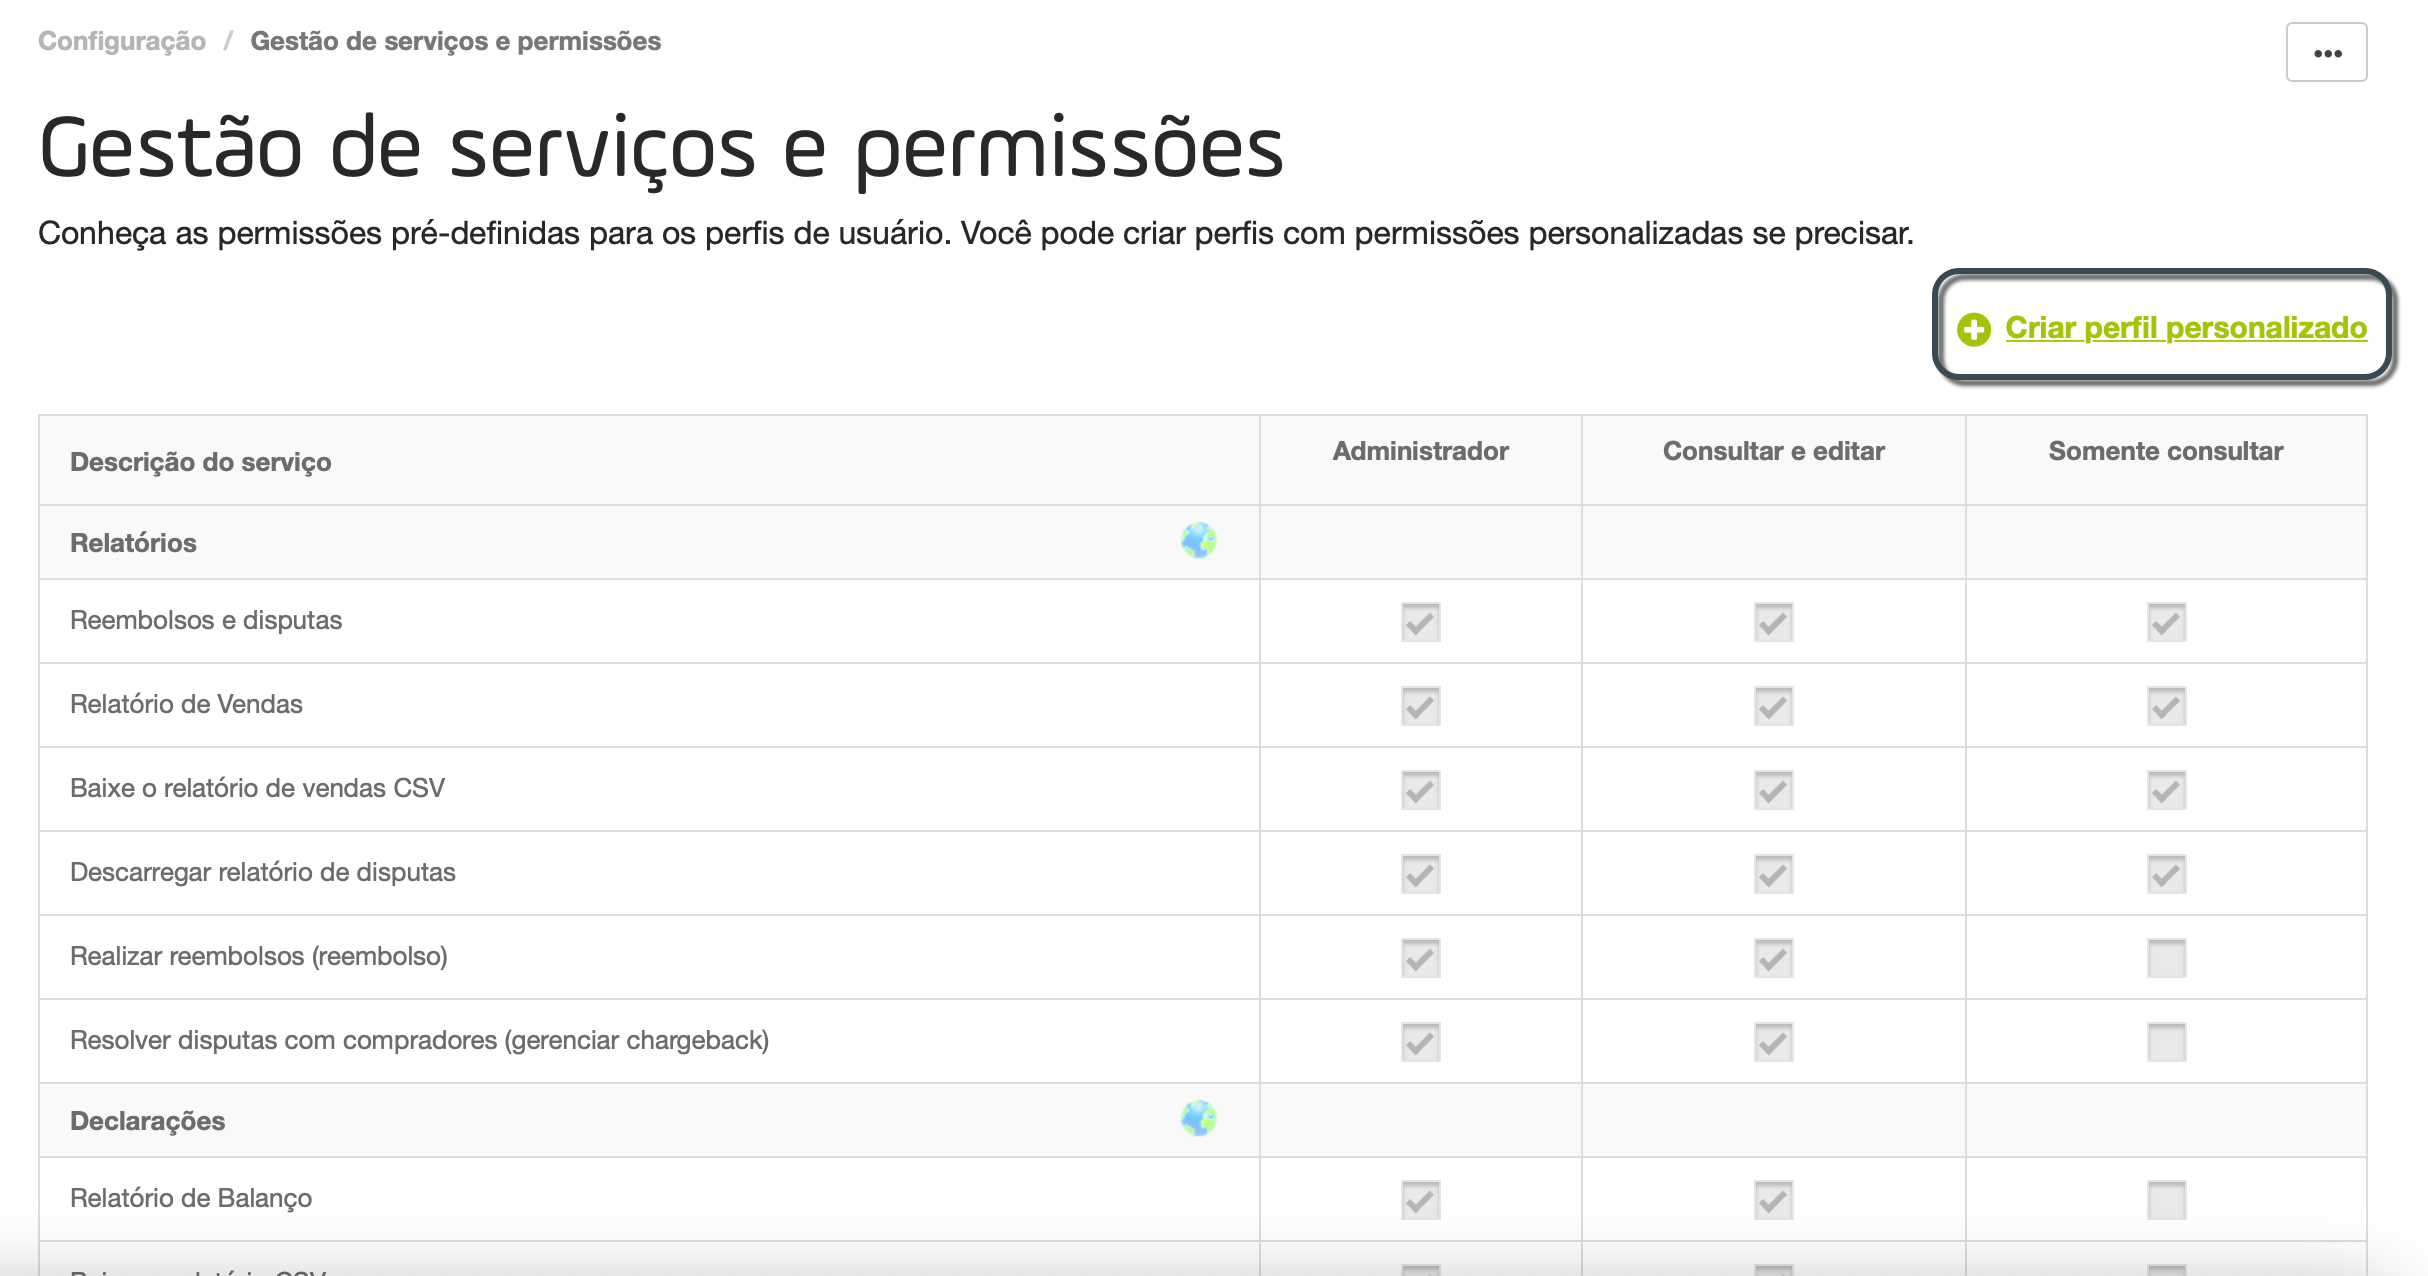 Configuração / Gestão de serviços e permissões
Gestão de serviços e permissões
Conheça as permissões pré-definidas para os perfis de usuário. Você pode criar perfis com permissões personalizadas se precisar.
Criar perfil personalizado
Descrição do serviço Administrador Consultar e editar Somente consultar
Relatórios
Reembolsos e disputas
Relatório de Vendas
Baixe o relatório de vendas CSV
Descarregar relatório de disputas
Realizar reembolsos (reembolso)
Resolver disputas com compradores (gerenciar chargeback)
Declarações
Relatório de Balanço